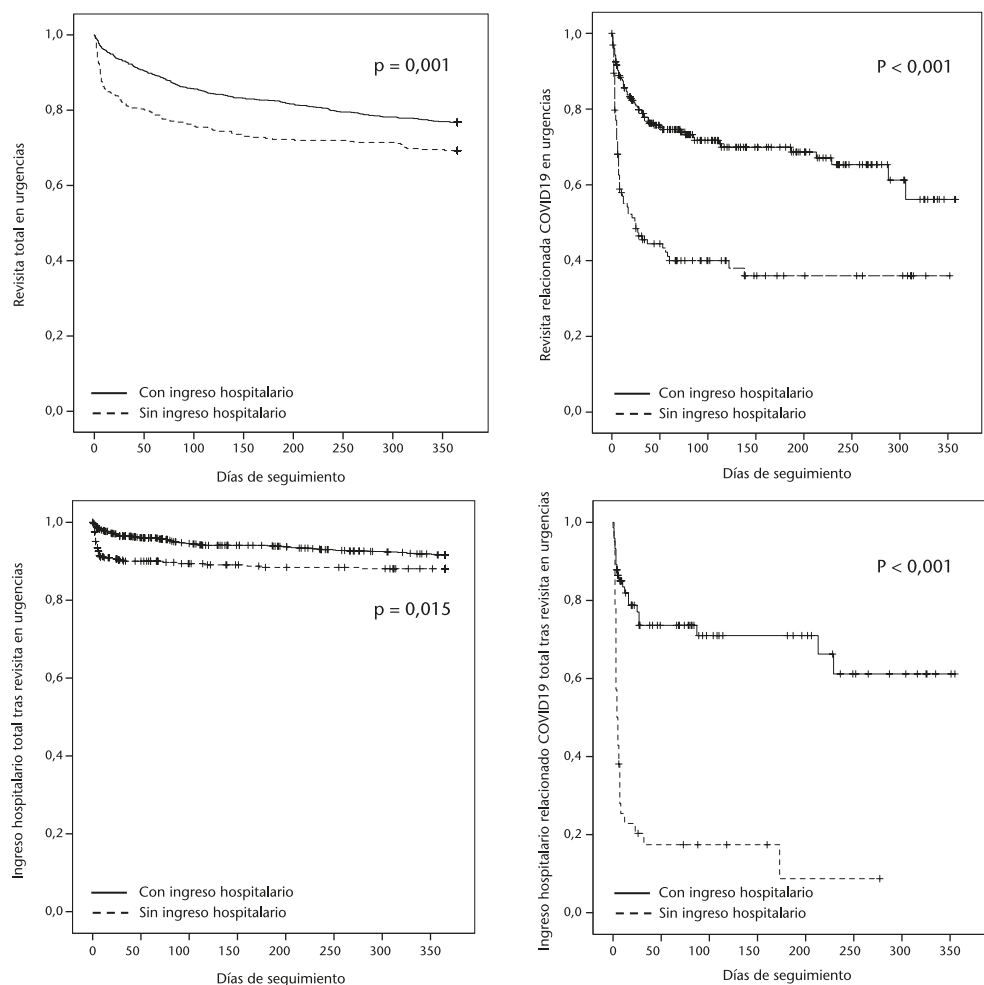 Revisita total en urgencias
1,0
0,8
0,6
0,4
0,2
0,0
p = 0,001
Con ingreso hospitalario
Sin ingreso hospitalario
0 50 100 150 200 250 300 350
Días de seguimiento
Revisita relacionada COVID19 en urgencias
1,0
0,8
0,6
0,4
0,2
0,0
P < 0,001
Con ingreso hospitalario
Sin ingreso hospitalario
0 50 100 150 200 250 300 350
Días de seguimiento
Ingreso hospitalario total tras revisita en urgencias
1,0
0,8
0,6
0,4
0,2
0,0
p = 0,015
Con ingreso hospitalario
Sin ingreso hospitalario
0 50 100 150 200 250 300 350
Días de seguimiento
Ingreso hospitalario relacionado COVID19 total tras revisita en urgencias
1,0
0,8
0,6
0,4
0,2
0,0
P < 0,001
Con ingreso hospitalario
Sin ingreso hospitalario
0 50 100 150 200 250 300 350
Días de seguimiento